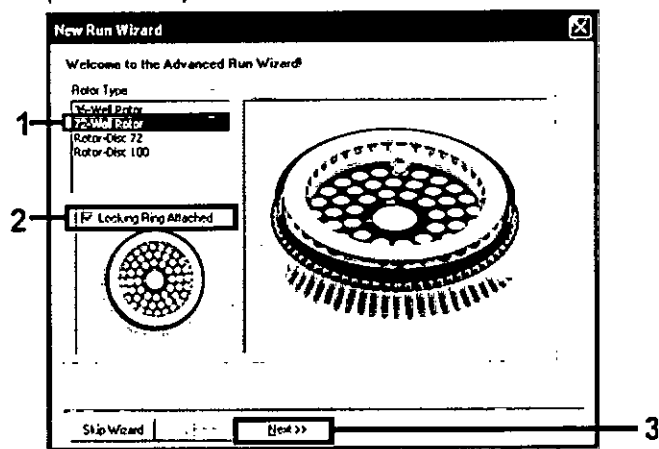 New Run Wizard
Welcome to the Advanced Run Wizard!
Rotor Type
36-Well Rotor
1
72-Well Rotor
Rotor-Disc 72
Rotor-Disc 100
2
Locking Ring Attached
Skip Wizard
Next >>
3